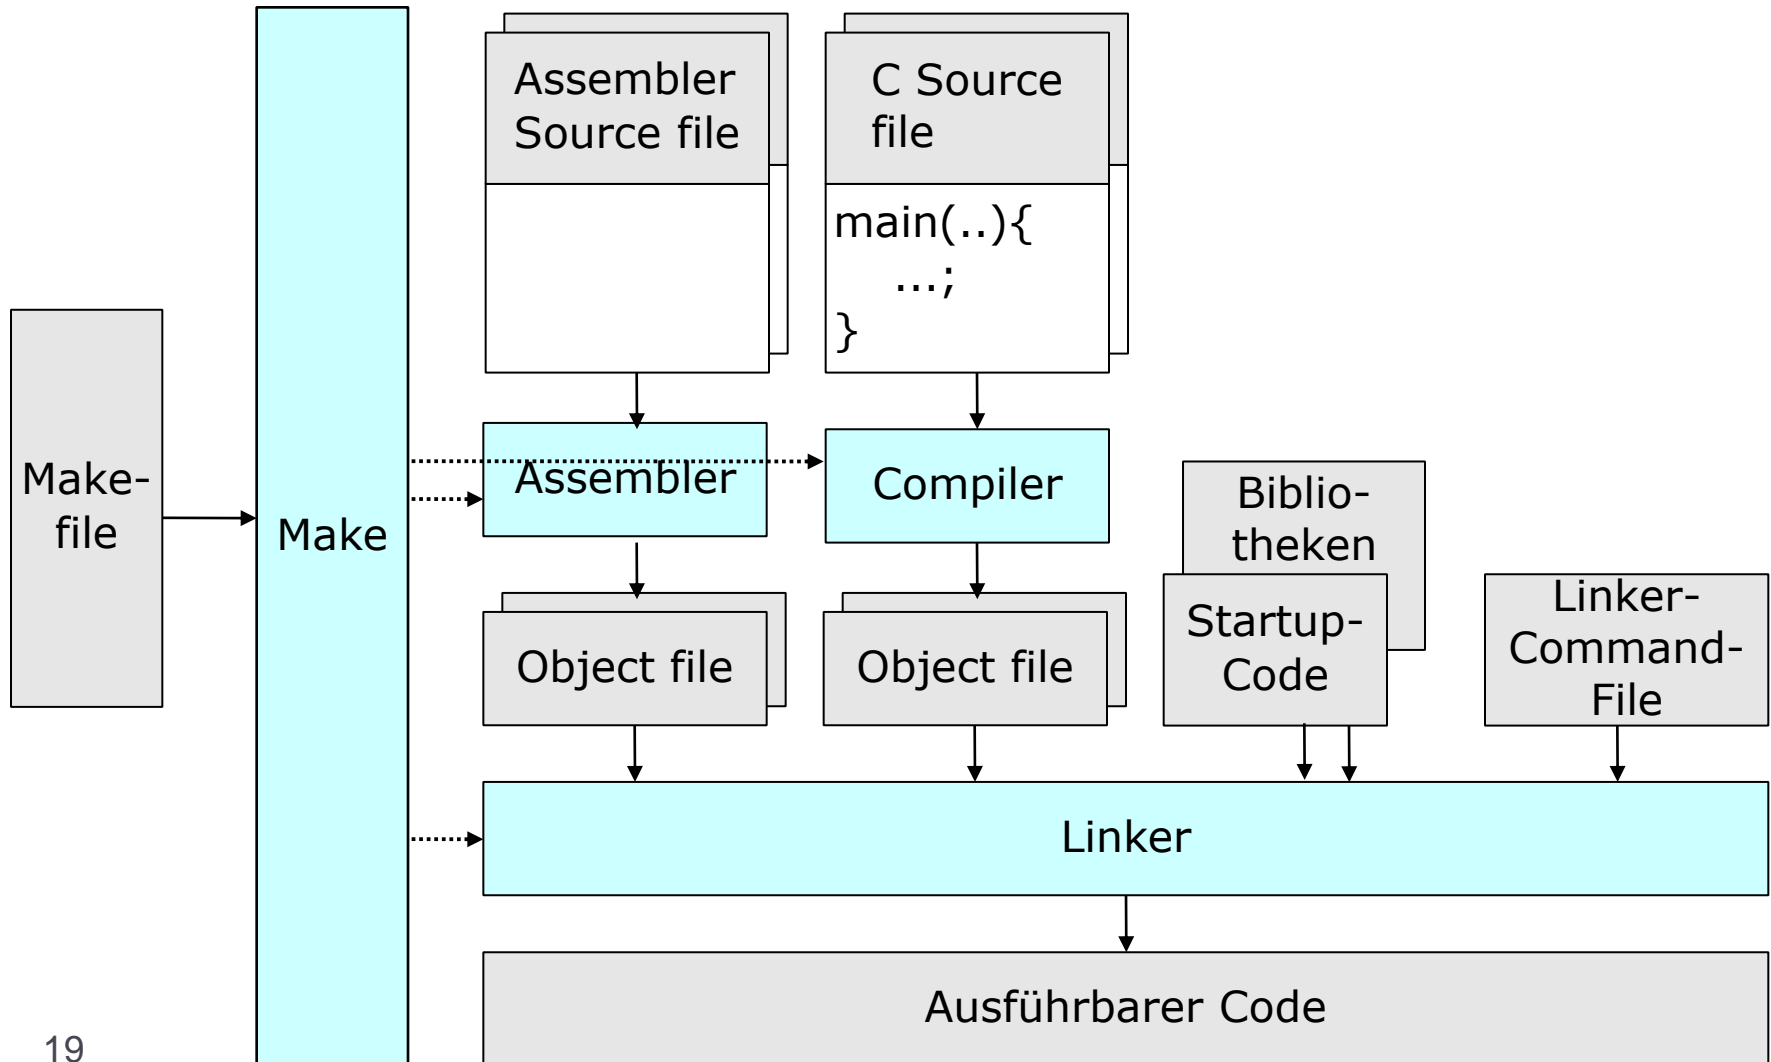 Assembler
Source file
C Source
file
main(..){
...;
}
Make-
file
Make
Assembler
Compiler
Biblio-
theken
Startup-
Code
Linker-
Command-
File
Object file
Object file
Linker
Ausführbarer Code
19